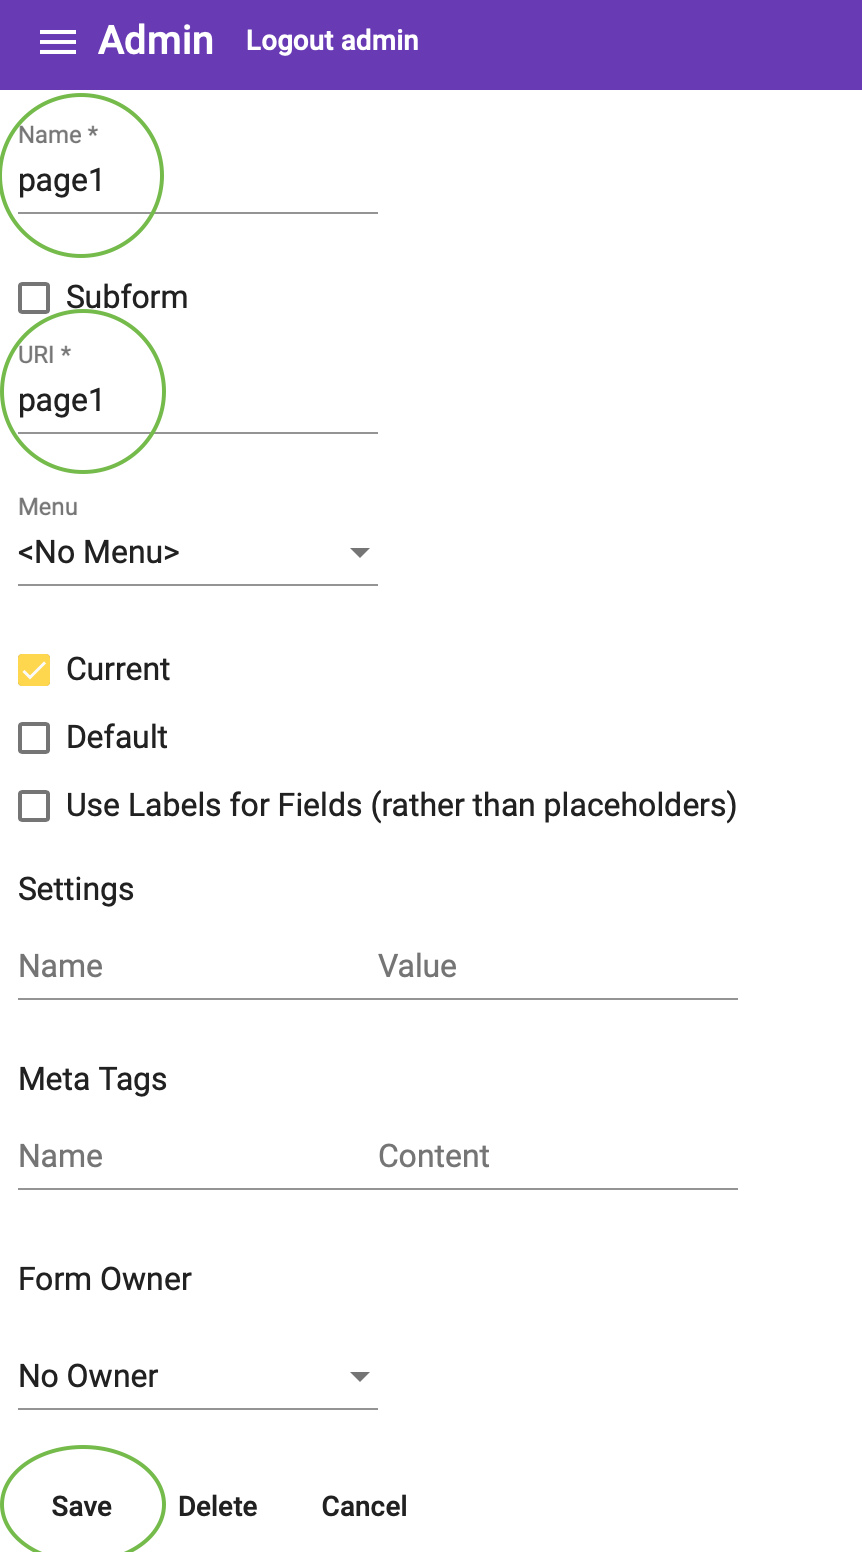 Admin Logout admin
Name *
page1
Subform
URI *
page1
Menu
<No Menu>
Current
Default
Use Labels for Fields (rather than placeholders)
Settings
Name Value
Meta Tags
Name Content
Form Owner
No Owner
Save Delete Cancel